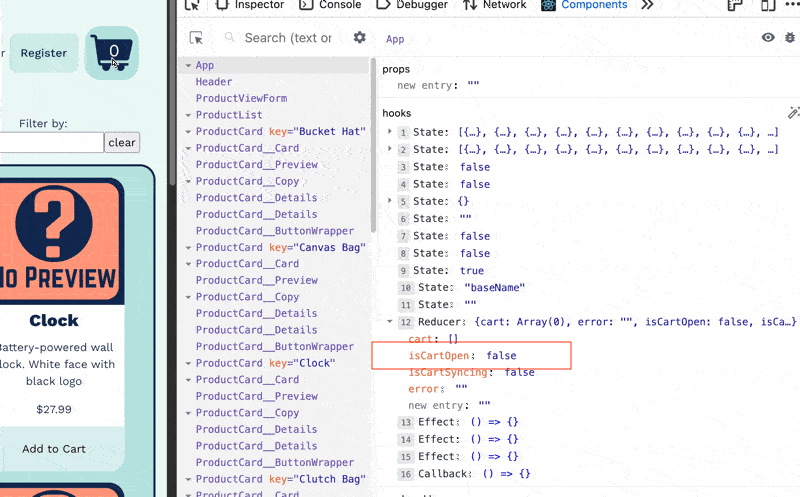 Inspector
Console
Debugger
Network
Components
Search (text or
App
r
Register
0
Filter by:
clear
o PREVIEW
Clock
Battery-powered wall
lock. White face with
black logo
$27.99
Add to Cart
App
Header
ProductViewForm
ProductList
ProductCard key="Bucket Hat"
ProductCard__Card
ProductCard__Preview
ProductCard__Copy
ProductCard__Details
ProductCard__Details
ProductCard__ButtonWrapper
ProductCard key="Canvas Bag"
ProductCard__Card
ProductCard__Preview
ProductCard__Copy
ProductCard__Details
ProductCard__Details
ProductCard__ButtonWrapper
ProductCard key="Clock"
ProductCard__Card
ProductCard__Preview
ProductCard__Copy
ProductCard__Details
ProductCard__Details
ProductCard__ButtonWrapper
ProductCard key="Clutch Bag"
ProductCard__Card
props
new entry: ""
hooks
1 State: [{…}, {…}, {…}, {…}, {…}, {…}, {…}, {…}, {…}, …]
2 State: [{…}, {…}, {…}, {…}, {…}, {…}, {…}, {…}, {…}, …]
3 State: false
4 State: false
5 State: {}
6 State: ""
7 State: false
8 State: false
9 State: true
10 State: "baseName"
11 State: ""
12 Reducer: {cart: Array(0), error: "", isCartOpen: false, isCa…}
cart: []
isCartOpen: false
isCartSyncing: false
error: ""
new entry: ""
13 Effect: () => {}
14 Effect: () => {}
15 Effect: () => {}
16 Callback: () => {}